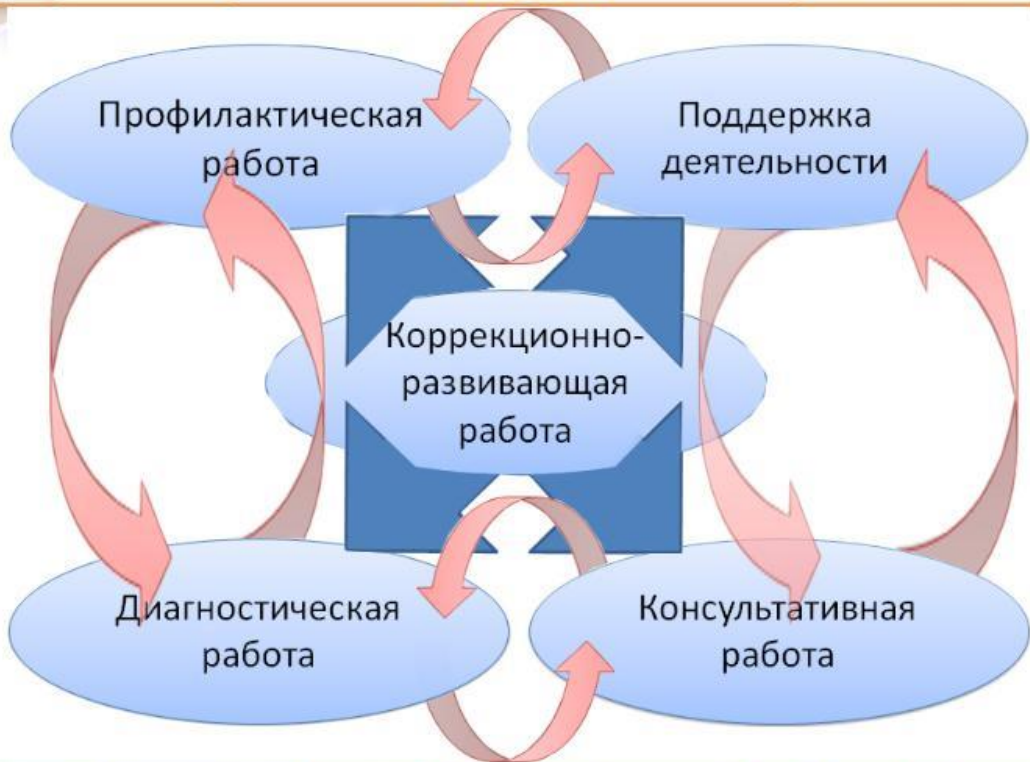 Профилактическая
работа
Поддержка
деятельности
Коррекционно-
развивающая
работа
Диагностическая
работа
Консультативная
работа